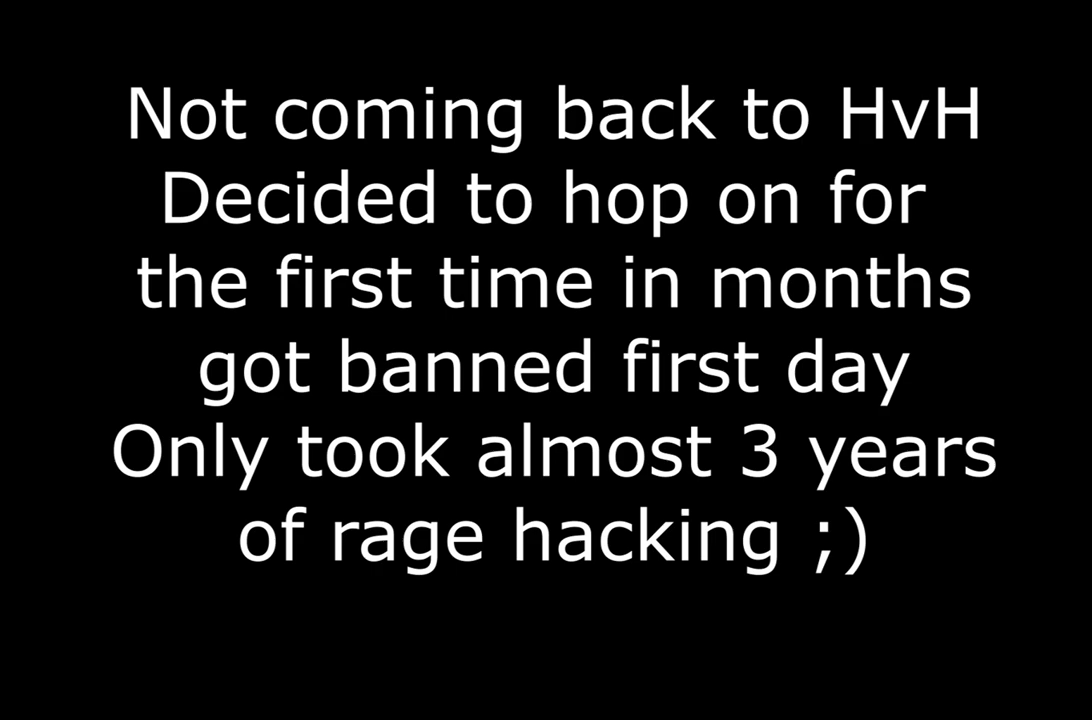 Not coming back to HvH
Decided to hop on for
the first time in months
got banned first day
Only took almost 3 years
of rage hacking ;)